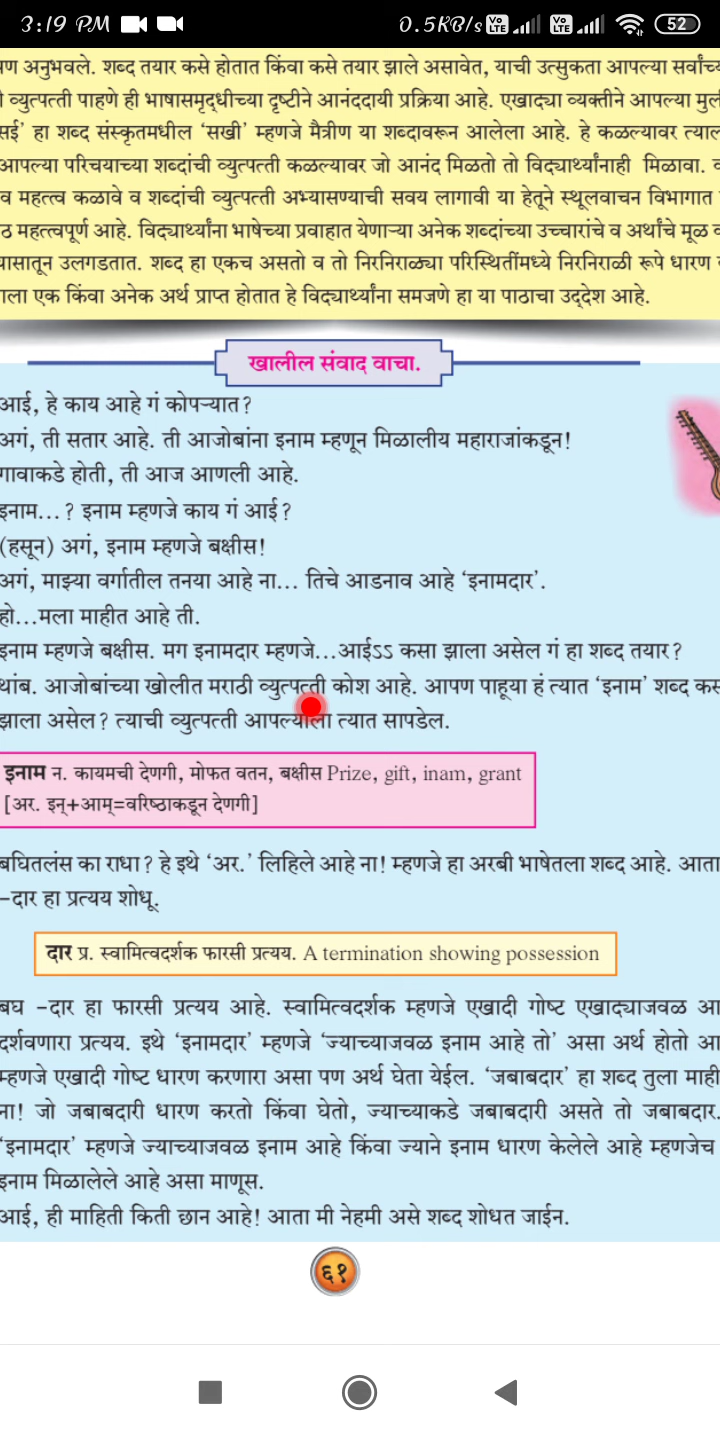 3:19 PM 0.5KB/s Vo LTE Vo LTE 52
अनुभवले. शब्द तयार कसे होतात किंवा कसे तयार झाले असावेत, याची उत्सुकता आपल्या सर्वांच्य
व्युत्पत्ती पाहणे ही भाषासमृद्धीच्या दृष्टीने आनंददायी प्रक्रिया आहे. एखाद्या व्यक्तीने आपल्या मुली
सई’ हा शब्द संस्कृतमधील ‘सखी’ म्हणजे मैत्रीण या शब्दावरून आलेला आहे. हे कळल्यावर त्याल
आपल्या परिचयाच्या शब्दांची व्युत्पत्ती कळल्यावर जो आनंद मिळतो तो विद्यार्थ्यांनाही मिळावा.
व महत्त्व कळावे व शब्दांची व्युत्पत्ती अभ्यासण्याची सवय लागावी या हेतूने स्थूलवाचन विभागात
ठ महत्त्वपूर्ण आहे. विद्यार्थ्यांना भाषेच्या प्रवाहात येणाऱ्या अनेक शब्दांच्या उच्चारांचे व अर्थांचे मूळ
यासातून उलगडतात. शब्द हा एकच असतो व तो निरनिराळ्या परिस्थितींमध्ये निरनिराळी रूपे धारण
ला एक किंवा अनेक अर्थ प्राप्त होतात हे विद्यार्थ्यांना समजणे हा या पाठाचा उद्देश आहे.
खालील संवाद वाचा.
आई, हे काय आहे गं कोपऱ्यात?
अगं, ती सतार आहे. ती आजोबांना इनाम म्हणून मिळालीय महाराजांकडून!
गावाकडे होती, ती आज आणली आहे.
इनाम...? इनाम म्हणजे काय गं आई?
(हसून) अगं, इनाम म्हणजे बक्षीस!
अगं, माझ्या वर्गातील तनया आहे ना... तिचे आडनाव आहे ‘इनामदार’.
हो...मला माहीत आहे ती.
इनाम म्हणजे बक्षीस. मग इनामदार म्हणजे...आईऽऽ कसा झाला असेल गं हा शब्द तयार?
थांब. आजोबांच्या खोलीत मराठी व्युत्पत्ती कोश आहे. आपण पाहूया हं त्यात ‘इनाम’ शब्द कस
झाला असेल? त्याची व्युत्पत्ती आपल्याला त्यात सापडेल.
इनाम न. कायमची देणगी, मोफत वतन, बक्षीस Prize, gift, inam, grant
[अर. इन्+आम्=वरिष्ठाकडून देणगी]
बघितलंस का राधा? हे इथे ‘अर.’ लिहिले आहे ना! म्हणजे हा अरबी भाषेतला शब्द आहे. आता
–दार हा प्रत्यय शोधू.
दार प्र. स्वामित्वदर्शक फारसी प्रत्यय. A termination showing possession
बघ –दार हा फारसी प्रत्यय आहे. स्वामित्वदर्शक म्हणजे एखादी गोष्ट एखाद्याजवळ आ
दर्शवणारा प्रत्यय. इथे ‘इनामदार’ म्हणजे ‘ज्याच्याजवळ इनाम आहे तो’ असा अर्थ होतो आ
म्हणजे एखादी गोष्ट धारण करणारा असा पण अर्थ घेता येईल. ‘जबाबदार’ हा शब्द तुला माही
ना! जो जबाबदारी धारण करतो किंवा घेतो, ज्याच्याकडे जबाबदारी असते तो जबाबदार.
‘इनामदार’ म्हणजे ज्याच्याजवळ इनाम आहे किंवा ज्याने इनाम धारण केलेले आहे म्हणजेच
इनाम मिळालेले आहे असा माणूस.
आई, ही माहिती किती छान आहे! आता मी नेहमी असे शब्द शोधत जाईन.
६१